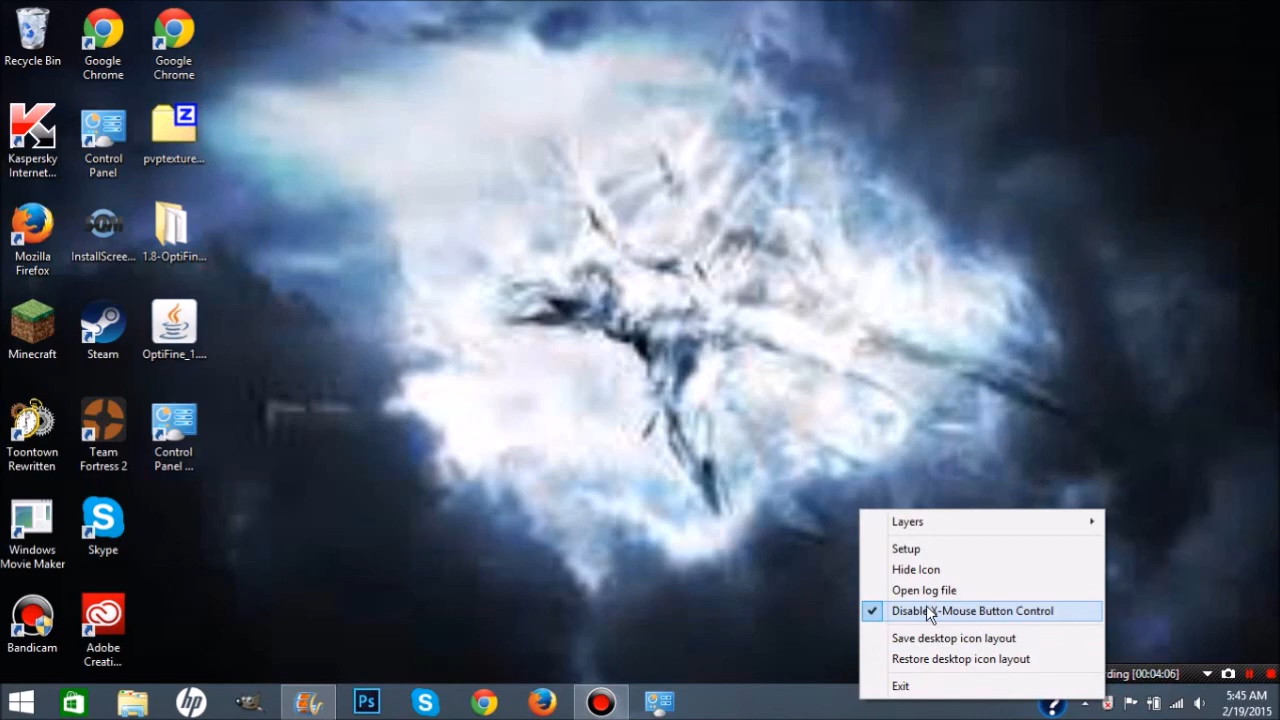 Recycle Bin
Google
Chrome
Google
Chrome
Kaspersky
Internet...
Control
Panel
pvptexture...
Mozilla
Firefox
InstallScree...
1.8-OptiFin...
Minecraft
Steam
OptiFine_1....
Toontown
Rewritten
Team
Fortress 2
Control
Panel ...
Windows
Movie Maker
Skype
Bandicam
Adobe
Creati...
Layers
Setup
Hide Icon
Open log file
Disable X-Mouse Button Control
Save desktop icon layout
Restore desktop icon layout
Exit
ding [00:04:06]
Ps
hp
5:45 AM
2/19/2015